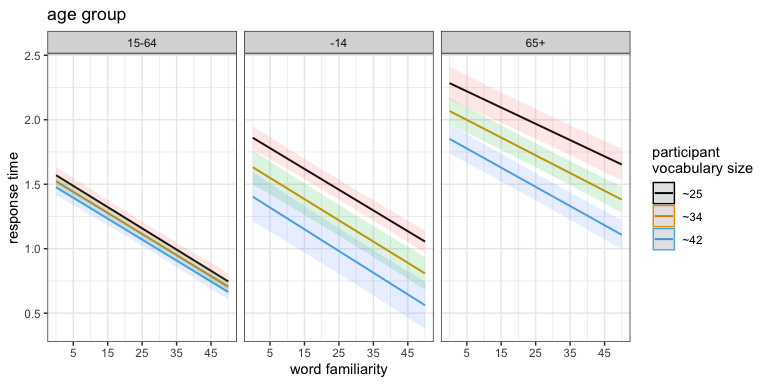 age group
15-64
-14
65+
2.5
2.0
1.5
1.0
0.5
response time
5 15 25 35 45
5 15 25 35 45
5 15 25 35 45
word familiarity
participant
vocabulary size
~25
~34
~42